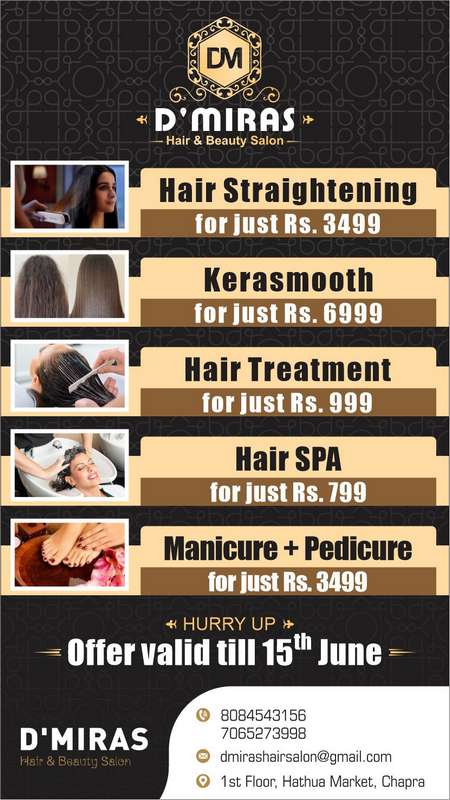 DM
D'MIRAS
Hair & Beauty Salon
Hair Straightening
for just Rs. 3499
Kerasmooth
for just Rs. 6999
Hair Treatment
for just Rs. 999
Hair SPA
for just Rs. 799
Manicure + Pedicure
for just Rs. 3499
HURRY UP
Offer valid till 15th June
D'MIRAS
Hair & Beauty Salon
8084543156
7065273998
dmirashairsalon@gmail.com
1st Floor, Hathua Market, Chapra